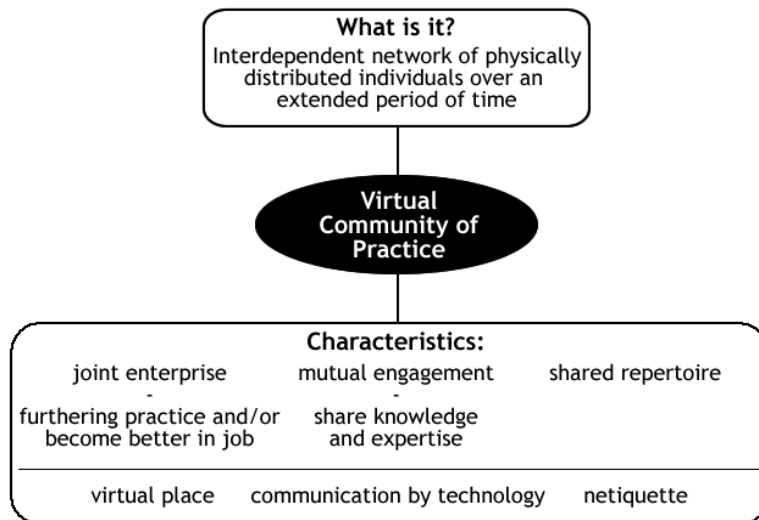 What is it?
Interdependent network of physically
distributed individuals over an
extended period of time
Virtual
Community of
Practice
Characteristics:
joint enterprise mutual engagement shared repertoire
- -
furthering practice and/or share knowledge
become better in job and expertise
virtual place communication by technology netiquette